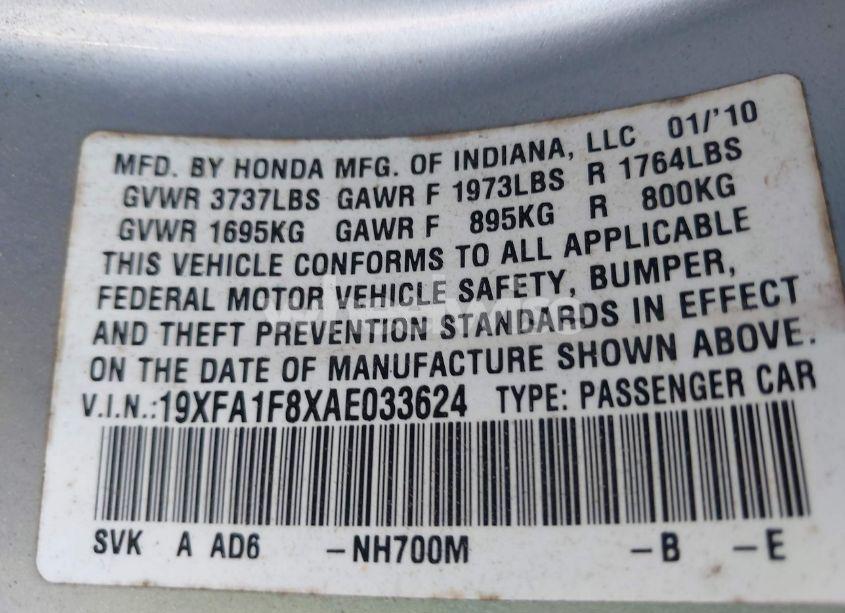 MFD. BY HONDA MFG. OF INDIANA, LLC 01/'10
GVWR 3737LBS GAWR F 1973LBS R 1764LBS
GVWR 1695KG GAWR F 895KG R 800KG
THIS VEHICLE CONFORMS TO ALL APPLICABLE
FEDERAL MOTOR VEHICLE SAFETY, BUMPER,
AND THEFT PREVENTION STANDARDS IN EFFECT
ON THE DATE OF MANUFACTURE SHOWN ABOVE.
V.I.N.:19XFA1F8XAE033624 TYPE: PASSENGER CAR
SVK A AD6 -NH700M -B -E